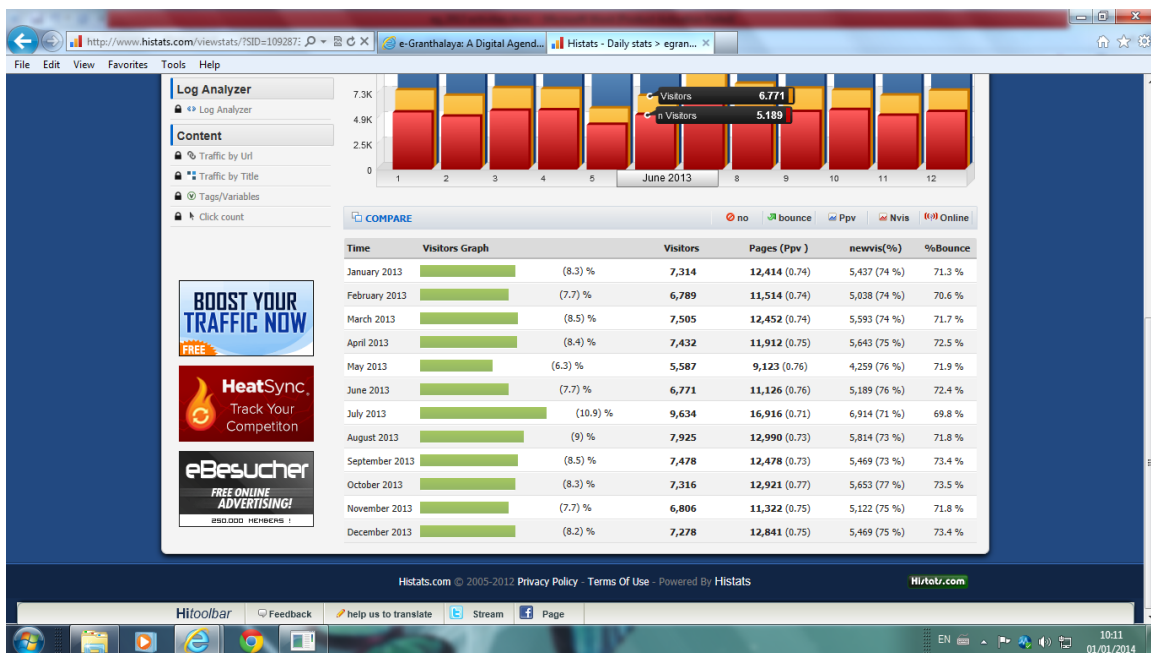 http://www.histats.com/viewstats/?SID=109287:
e-Granthalaya: A Digital Agend...
Histats - Daily stats > egran...
File Edit View Favorites Tools Help
Log Analyzer
Log Analyzer
Content
Traffic by Url
Traffic by Title
Tags/Variables
Click count
7.3K
4.9K
2.5K
0
Visitors 6.771
n Visitors 5.189
1 2 3 4 5 June 2013 8 9 10 11 12
COMPARE no bounce Ppv Nvis Online
Time Visitors Graph Visitors Pages (Ppv ) newvis(%) %Bounce
January 2013 (8.3) % 7,314 12,414 (0.74) 5,437 (74 %) 71.3 %
February 2013 (7.7) % 6,789 11,514 (0.74) 5,038 (74 %) 70.6 %
March 2013 (8.5) % 7,505 12,452 (0.74) 5,593 (74 %) 71.7 %
April 2013 (8.4) % 7,432 11,912 (0.75) 5,643 (75 %) 72.5 %
May 2013 (6.3) % 5,587 9,123 (0.76) 4,259 (76 %) 71.9 %
June 2013 (7.7) % 6,771 11,126 (0.76) 5,189 (76 %) 72.4 %
July 2013 (10.9) % 9,634 16,916 (0.71) 6,914 (71 %) 69.8 %
August 2013 (9) % 7,925 12,990 (0.73) 5,814 (73 %) 71.8 %
September 2013 (8.5) % 7,478 12,478 (0.73) 5,469 (73 %) 73.4 %
October 2013 (8.3) % 7,316 12,921 (0.77) 5,653 (77 %) 73.5 %
November 2013 (7.7) % 6,806 11,322 (0.75) 5,122 (75 %) 71.8 %
December 2013 (8.2) % 7,278 12,841 (0.75) 5,469 (75 %) 73.4 %
BOOST YOUR
TRAFFIC NOW
FREE
HeatSync
Track Your
Competiton
eBesucher
FREE ONLINE
ADVERTISING!
250.000 MEMBERS !
Histats.com © 2005-2012 Privacy Policy - Terms Of Use - Powered By Histats
Histats.com
Hitoolbar Feedback help us to translate Stream Page
EN 10:11
01/01/2014